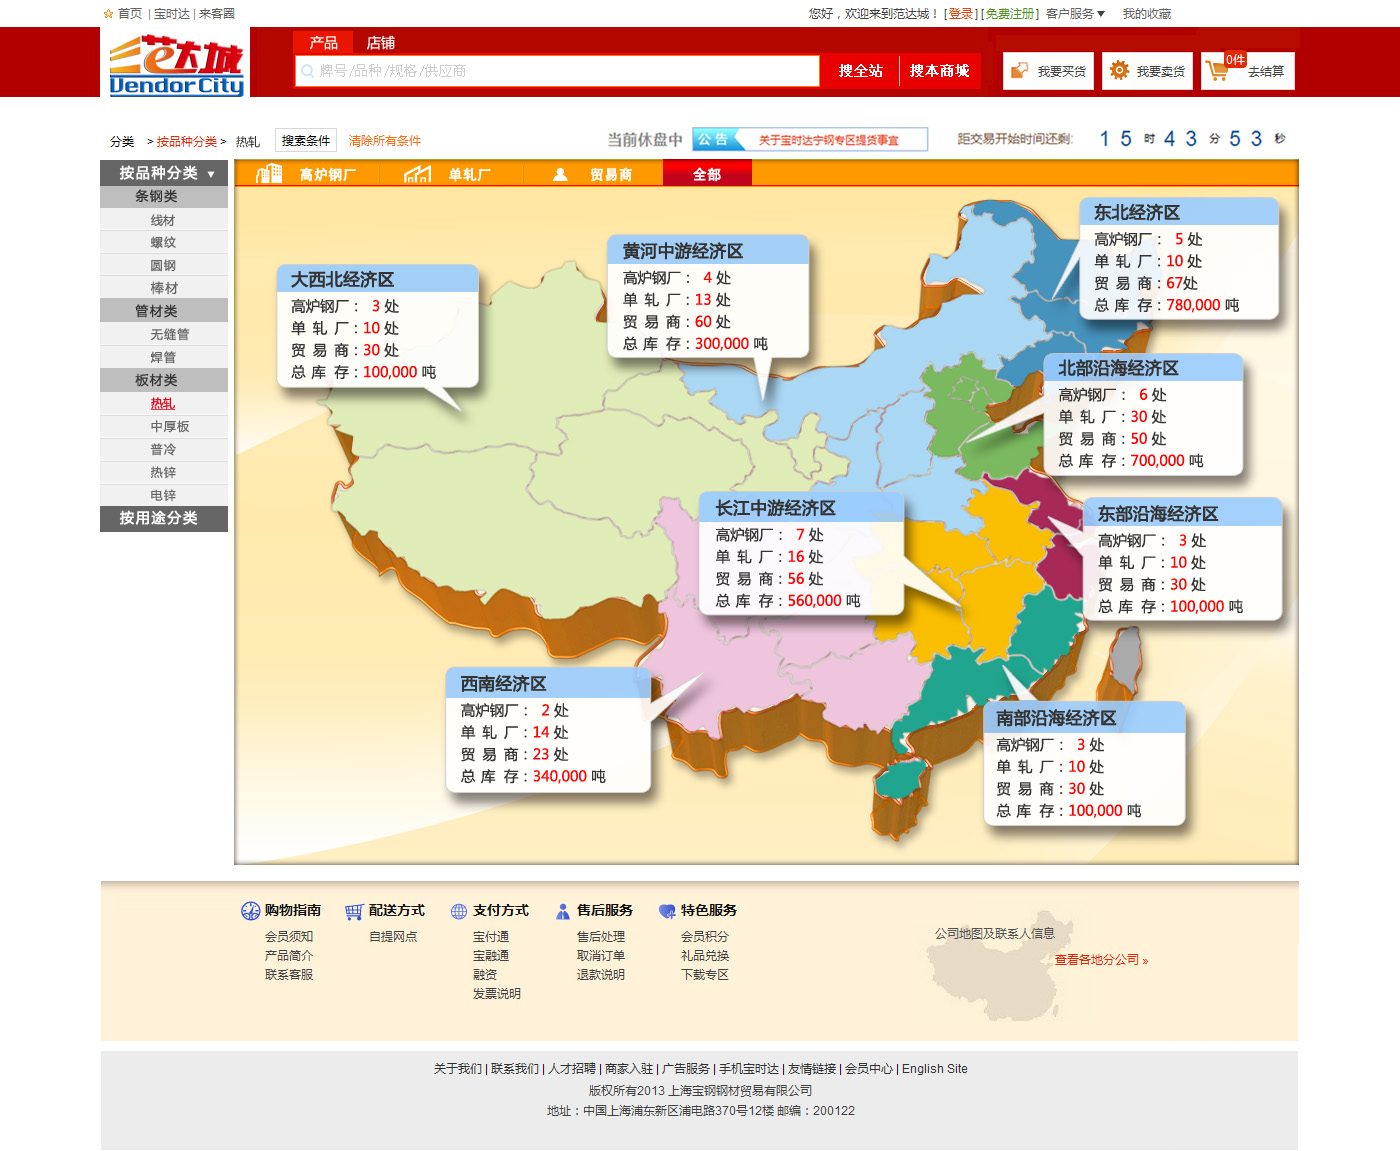 首页 | 宝时达 | 来客圈
您好，欢迎来到范达城！ [登录] [免费注册] 客户服务▼ 我的收藏
范大城
VendorCity
产品 店铺
牌号/品种/规格/供应商
搜全站 搜本商城
我要买货 我要卖货 0件 去结算
分类 > 按品种分类 > 热轧 搜索条件 清除所有条件
当前休盘中 公告 关于宝时达宁钢专区提货事宜 距交易开始时间还剩: 15 时 43 分 53 秒
按品种分类 ▼
条钢类
线材
螺纹
圆钢
棒材
管材类
无缝管
焊管
板材类
热轧
中厚板
普冷
热锌
电锌
按用途分类
高炉钢厂 单轧厂 贸易商 全部
东北经济区
高炉钢厂： 5 处
单 轧 厂：10 处
贸 易 商：67处
总 库 存：780,000 吨
黄河中游经济区
高炉钢厂： 4 处
单 轧 厂：13 处
贸 易 商：60 处
总 库 存：300,000 吨
大西北经济区
高炉钢厂： 3 处
单 轧 厂：10 处
贸 易 商：30 处
总 库 存：100,000 吨
北部沿海经济区
高炉钢厂： 6 处
单 轧 厂：30 处
贸 易 商：50 处
总 库 存：700,000 吨
长江中游经济区
高炉钢厂： 7 处
单 轧 厂：16 处
贸 易 商：56 处
总 库 存：560,000 吨
东部沿海经济区
高炉钢厂： 3 处
单 轧 厂：10 处
贸 易 商：30 处
总 库 存：100,000 吨
西南经济区
高炉钢厂： 2 处
单 轧 厂：14 处
贸 易 商：23 处
总 库 存：340,000 吨
南部沿海经济区
高炉钢厂： 3 处
单 轧 厂：10 处
贸 易 商：30 处
总 库 存：100,000 吨
购物指南 配送方式 支付方式 售后服务 特色服务
会员须知 自提网点 宝付通 售后处理 会员积分
产品简介 宝融通 取消订单 礼品兑换
联系客服 融资 退款说明 下载专区
发票说明
公司地图及联系人信息
查看各地分公司 »
关于我们 | 联系我们 | 人才招聘 | 商家入驻 | 广告服务 | 手机宝时达 | 友情链接 | 会员中心 | English Site
版权所有2013 上海宝钢钢材贸易有限公司
地址：中国上海浦东新区浦电路370号12楼 邮编：200122